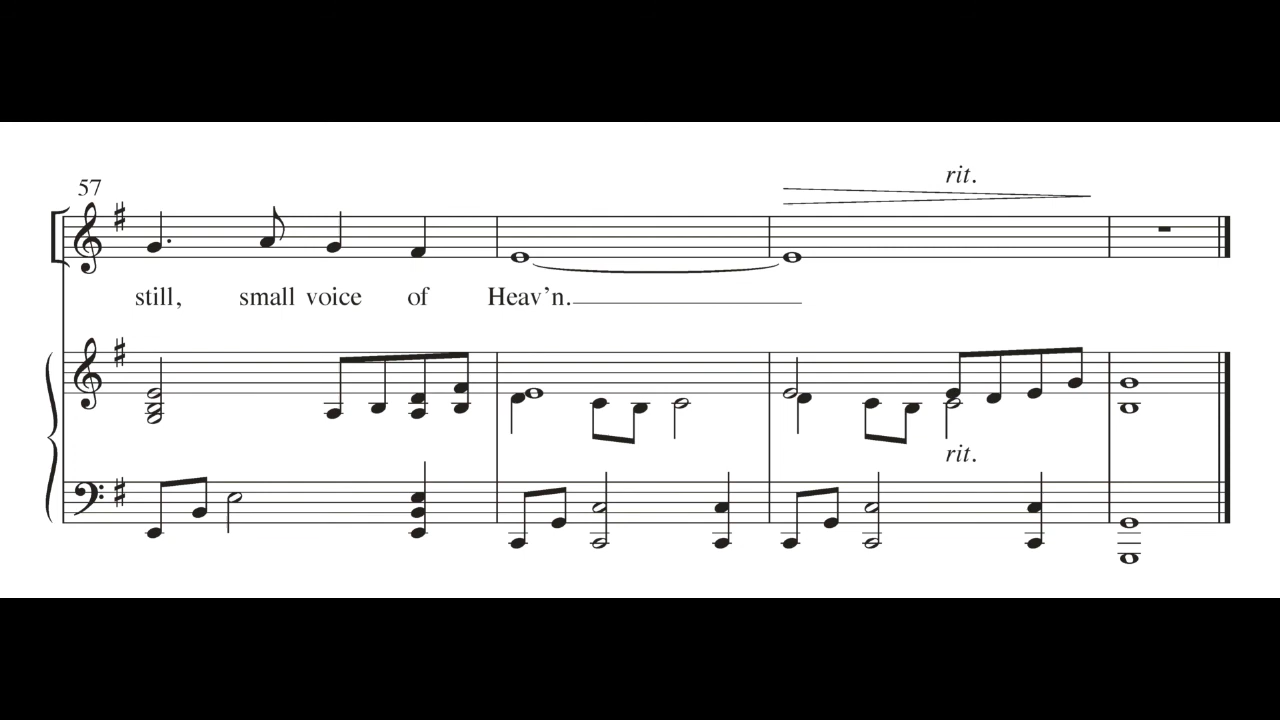 rit.
57
still, small voice of Heav’n.
rit.